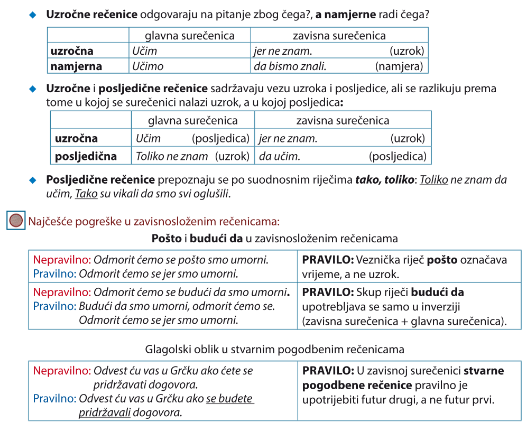 Uzročne rečenice odgovaraju na pitanje zbog čega?, a namjerne radi čega?
glavna surečenica zavisna surečenica
uzročna Učim jer ne znam. (uzrok)
namjerna Učimo da bismo znali. (namjera)
Uzročne i posljedične rečenice sadržavaju vezu uzroka i posljedice, ali se razlikuju prema
tome u kojoj se surečenici nalazi uzrok, a u kojoj posljedica:
glavna surečenica zavisna surečenica
uzročna Učim (posljedica) jer ne znam. (uzrok)
posljedična Toliko ne znam (uzrok) da učim. (posljedica)
Posljedične rečenice prepoznaju se po suodnosnim riječima tako, toliko: Toliko ne znam da
učim, Tako su vikali da smo svi oglušili.
Najčešće pogreške u zavisnosloženim rečenicama:
Pošto i budući da u zavisnosloženim rečenicama
Nepravilno: Odmorit ćemo se pošto smo umorni.
Pravilno: Odmorit ćemo se jer smo umorni.
PRAVILO: Veznička riječ pošto označava
vrijeme, a ne uzrok.
Nepravilno: Odmorit ćemo se budući da smo umorni.
Pravilno: Budući da smo umorni, odmorit ćemo se.
Odmorit ćemo se jer smo umorni.
PRAVILO: Skup riječi budući da
upotrebljava se samo u inverziji
(zavisna surečenica + glavna surečenica).
Glagolski oblik u stvarnim pogodbenim rečenicama
Nepravilno: Odvest ću vas u Grčku ako ćete se
pridržavati dogovora.
Pravilno: Odvest ću vas u Grčku ako se budete
pridržavali dogovora.
PRAVILO: U zavisnoj surečenici stvarne
pogodbene rečenice pravilno je
upotrijebiti futur drugi, a ne futur prvi.